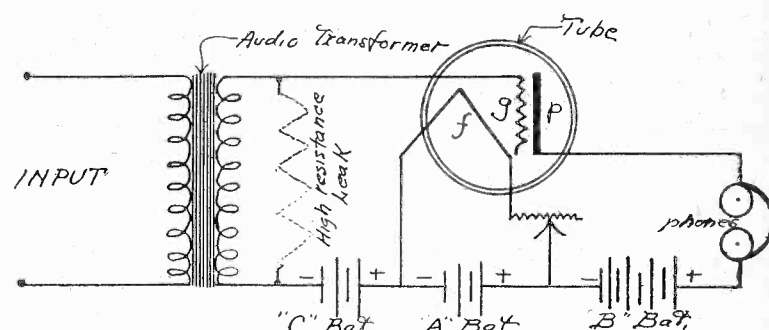 Audio Transformer
Tube
g
p
f
INPUT
High resistance
Leak
phones
- +
- +
- +
"C" Bat
"A" Bat.
"B" Bat.